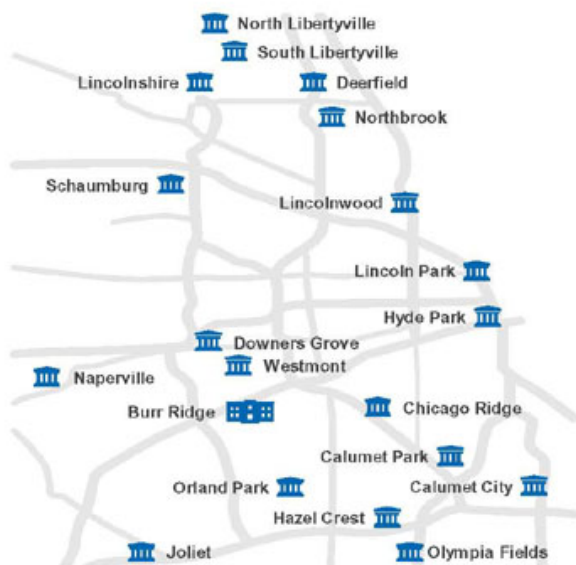 North Libertyville
South Libertyville
Lincolnshire
Deerfield
Northbrook
Schaumburg
Lincolnwood
Lincoln Park
Hyde Park
Downers Grove
Westmont
Naperville
Burr Ridge
Chicago Ridge
Calumet Park
Orland Park
Calumet City
Hazel Crest
Joliet
Olympia Fields